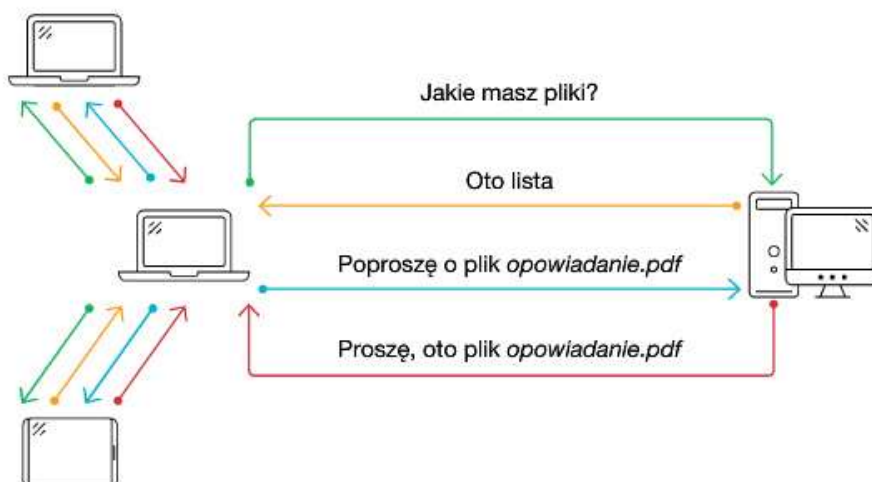 Jakie masz pliki?
Oto lista
Poproszę o plik opowiadanie.pdf
Proszę, oto plik opowiadanie.pdf